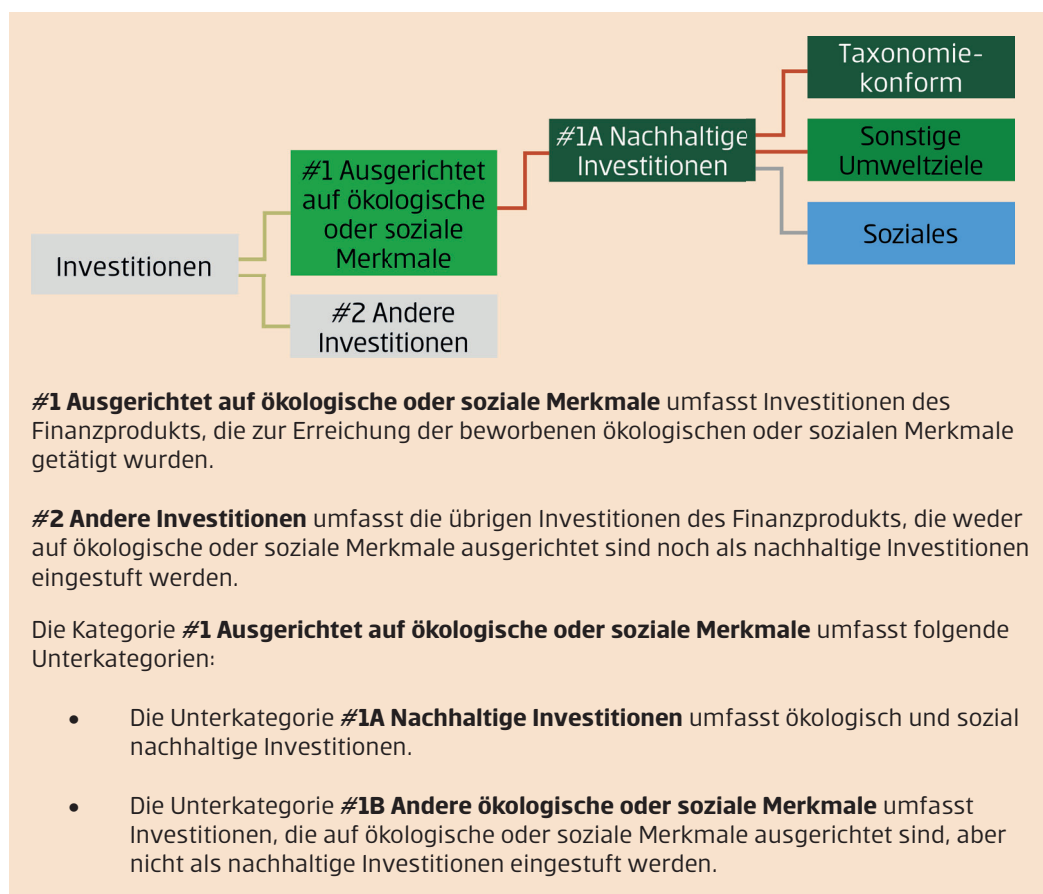 Taxonomie-
konform
#1A Nachhaltige
Investitionen
Sonstige
Umweltziele
#1 Ausgerichtet
auf ökologische
oder soziale
Merkmale
Soziales
Investitionen
#2 Andere
Investitionen
#1 Ausgerichtet auf ökologische oder soziale Merkmale umfasst Investitionen des
Finanzprodukts, die zur Erreichung der beworbenen ökologischen oder sozialen Merkmale
getätigt wurden.
#2 Andere Investitionen umfasst die übrigen Investitionen des Finanzprodukts, die weder
auf ökologische oder soziale Merkmale ausgerichtet sind noch als nachhaltige Investitionen
eingestuft werden.
Die Kategorie #1 Ausgerichtet auf ökologische oder soziale Merkmale umfasst folgende
Unterkategorien:
• Die Unterkategorie #1A Nachhaltige Investitionen umfasst ökologisch und sozial
nachhaltige Investitionen.
• Die Unterkategorie #1B Andere ökologische oder soziale Merkmale umfasst
Investitionen, die auf ökologische oder soziale Merkmale ausgerichtet sind, aber
nicht als nachhaltige Investitionen eingestuft werden.